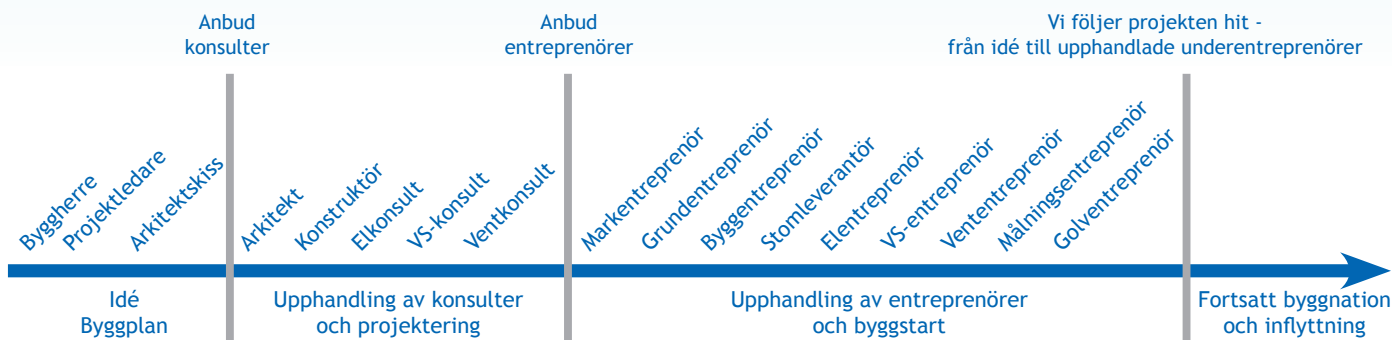 Anbud
konsulter
Anbud
entreprenörer
Vi följer projekten hit -
från idé till upphandlade underentreprenörer
Byggherre
Projektledare
Arkitektskiss
Arkitekt
Konstruktör
Elkonsult
VS-konsult
Ventkonsult
Markentreprenör
Grundentreprenör
Byggentreprenör
Stomleverantör
Elentreprenör
VS-entreprenör
Vententreprenör
Målningsentreprenör
Golventreprenör
Idé
Byggplan
Upphandling av konsulter
och projektering
Upphandling av entreprenörer
och byggstart
Fortsatt byggnation
och inflyttning